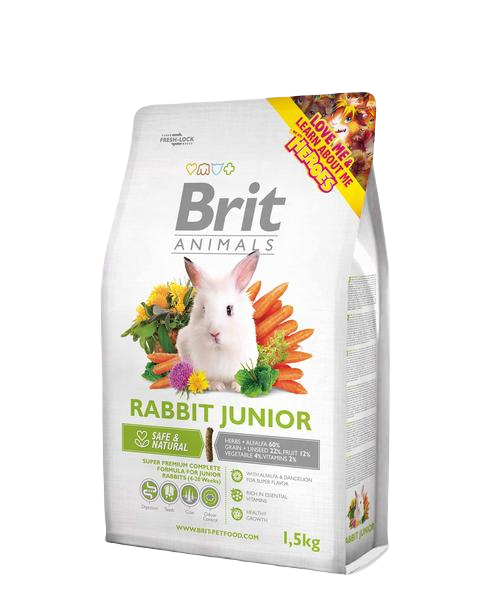 FRESH-LOCK
LOVE ME &
LEARN ABOUT ME
HEROES
Brit
ANIMALS
RABBIT JUNIOR
SAFE &
NATURAL
HERBS + ALFALFA 60%
GRAIN + LINSEED 22%, FRUIT 12%
VEGETABLE 4%, VITAMINS 2%
SUPER PREMIUM COMPLETE
FORMULA FOR JUNIOR
RABBITS (4-20 Weeks)
WITH ALFALFA & DANDELION
FOR SUPER FLAVOR
RICH IN ESSENTIAL
VITAMINS
HEALTHY
GROWTH
Digestion
Teeth
Coat
Odour
Control
WWW.BRIT-PETFOOD.COM
1,5kg
RABBIT JUNIOR